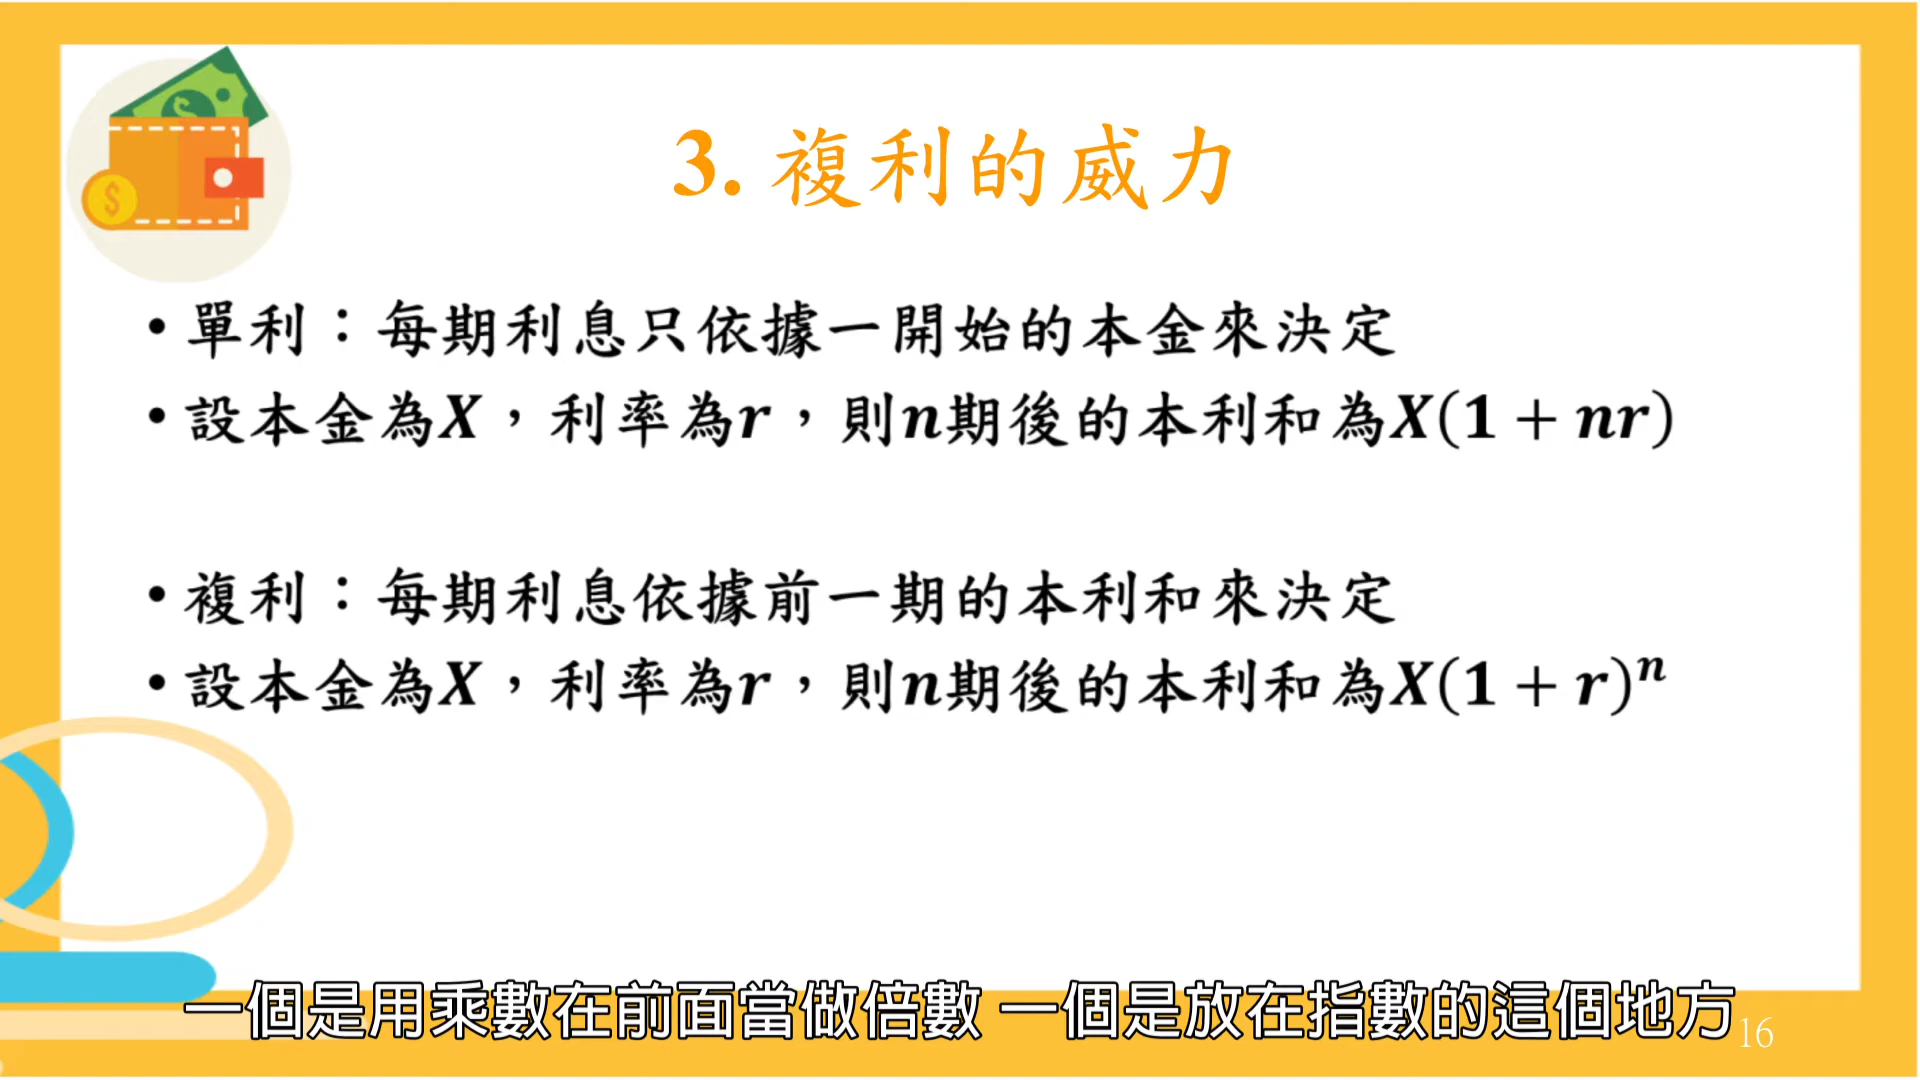 3. 複利的威力
• 單利：每期利息只依據一開始的本金來決定
• 設本金為X，利率為r，則n期後的本利和為X(1 + nr)
• 複利：每期利息依據前一期的本利和來決定
• 設本金為X，利率為r，則n期後的本利和為X(1 + r)ⁿ
一個是用乘數在前面當做倍數 一個是放在指數的這個地方
16